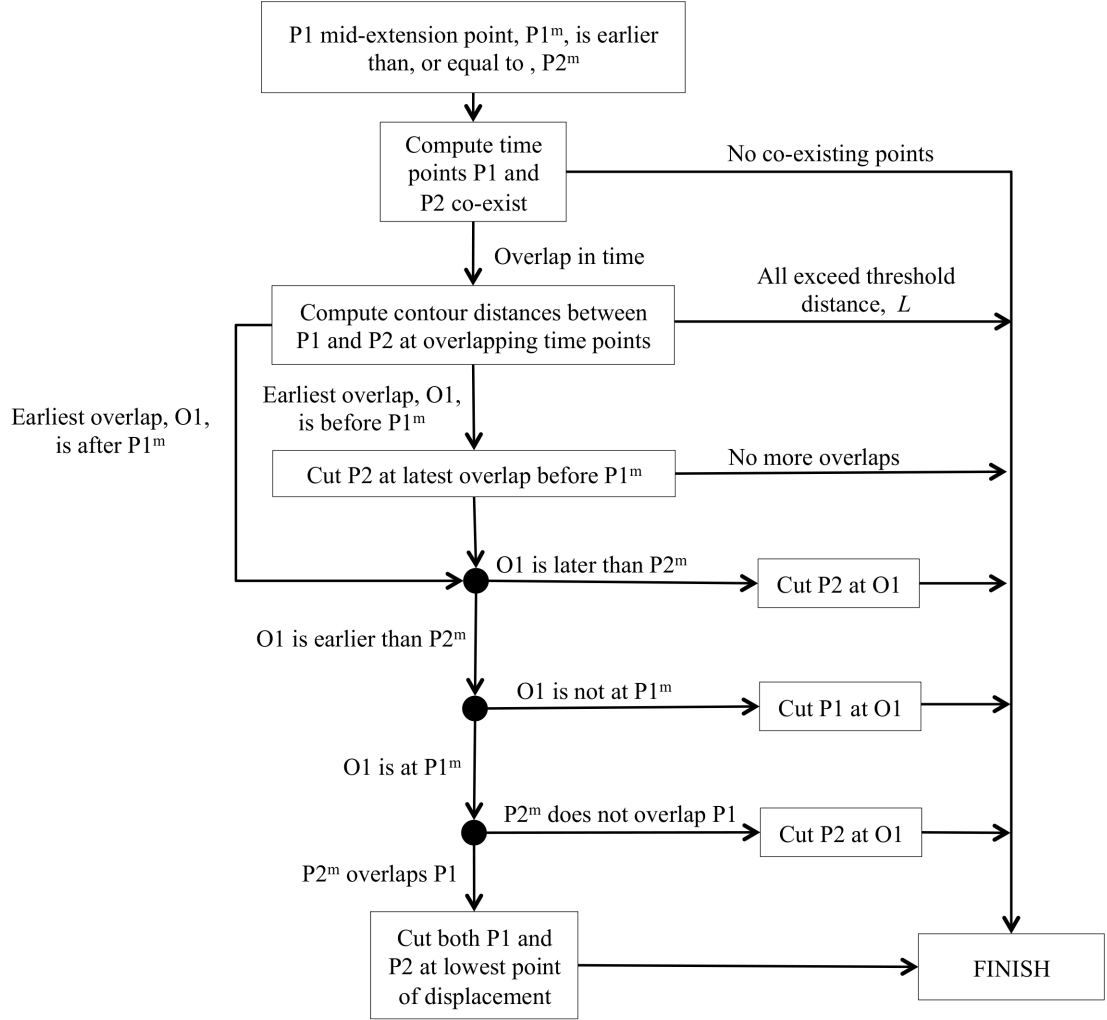 P1 mid-extension point, P1ᵐ, is earlier
than, or equal to , P2ᵐ
Compute time
points P1 and
P2 co-exist
No co-existing points
Overlap in time
All exceed threshold
distance, L
Compute contour distances between
P1 and P2 at overlapping time points
Earliest overlap, O1,
is after P1ᵐ
Earliest overlap, O1,
is before P1ᵐ
Cut P2 at latest overlap before P1ᵐ
No more overlaps
O1 is later than P2ᵐ
Cut P2 at O1
O1 is earlier than P2ᵐ
O1 is not at P1ᵐ
Cut P1 at O1
O1 is at P1ᵐ
P2ᵐ does not overlap P1
Cut P2 at O1
P2ᵐ overlaps P1
Cut both P1 and
P2 at lowest point
of displacement
FINISH